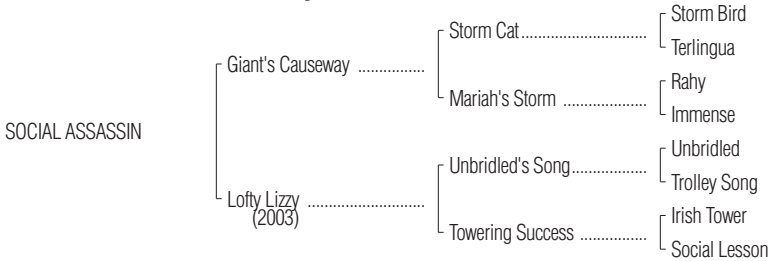 Storm Bird
Storm Cat..............................
Terlingua
Giant's Causeway ................
Rahy
Mariah's Storm .....................
Immense
SOCIAL ASSASSIN
Unbridled
Unbridled's Song...................
Trolley Song
Lofty Lizzy ............................
(2003)
Irish Tower
Towering Success ................
Social Lesson